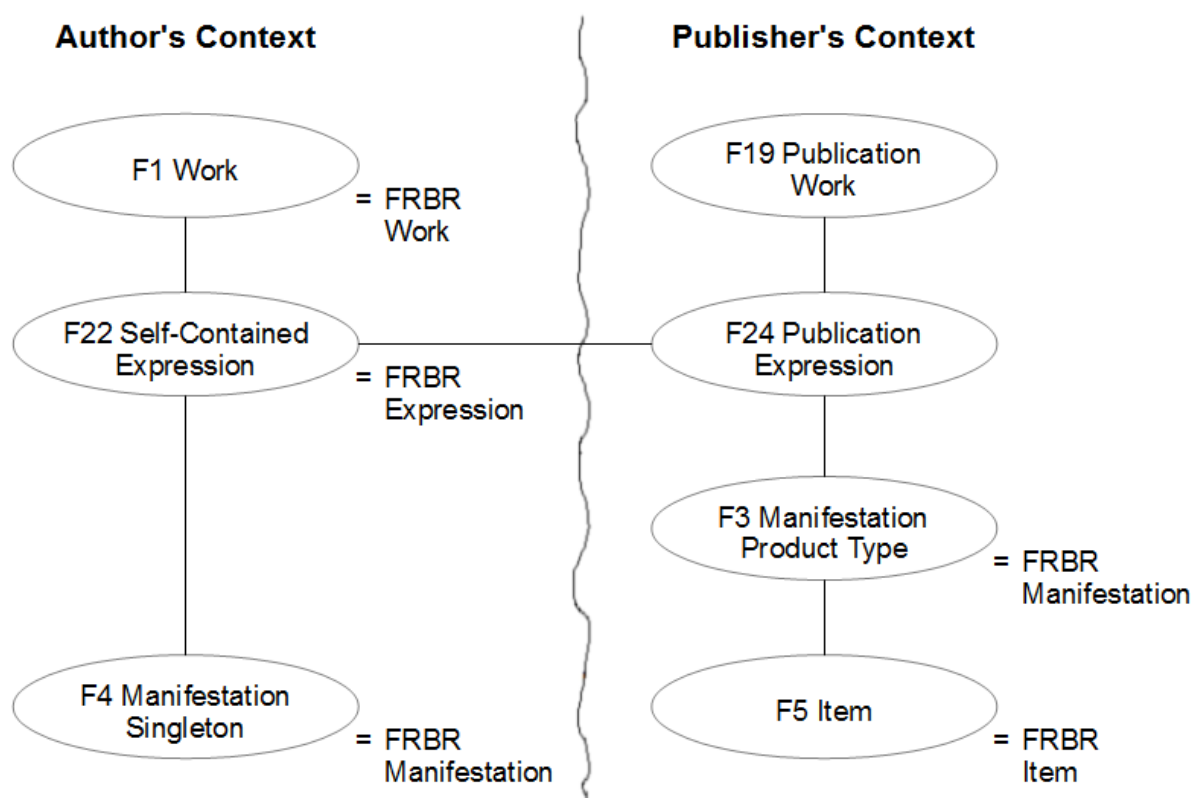 Author's Context
Publisher's Context
F1 Work
= FRBR
Work
F19 Publication
Work
F22 Self-Contained
Expression
= FRBR
Expression
F24 Publication
Expression
F3 Manifestation
Product Type
= FRBR
Manifestation
F4 Manifestation
Singleton
= FRBR
Manifestation
F5 Item
= FRBR
Item